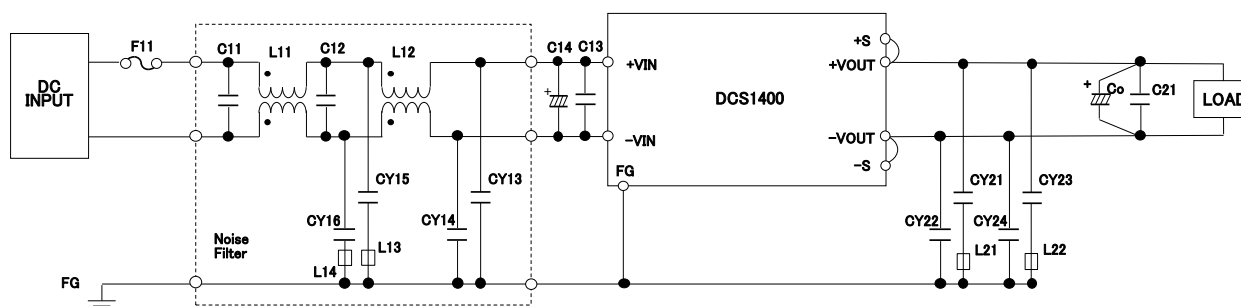 F11
C11
L11
C12
L12
C14
C13
+S
DC
INPUT
+
+VIN
DCS1400
+VOUT
+
Co
C21
LOAD
-VIN
-VOUT
FG
-S
CY15
CY13
CY21
CY23
CY16
CY14
CY22
CY24
Noise
Filter
L13
L14
L21
L22
FG